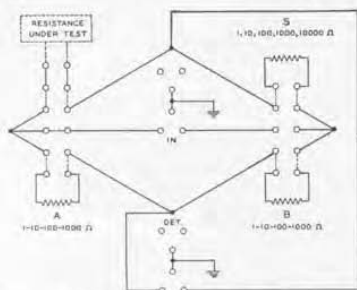 RESISTANCE
UNDER TEST
S
1,10,100,1000,10000 Ω
IN
A
1-10-100-1000 Ω
DET.
B
1-10-100-1000 Ω